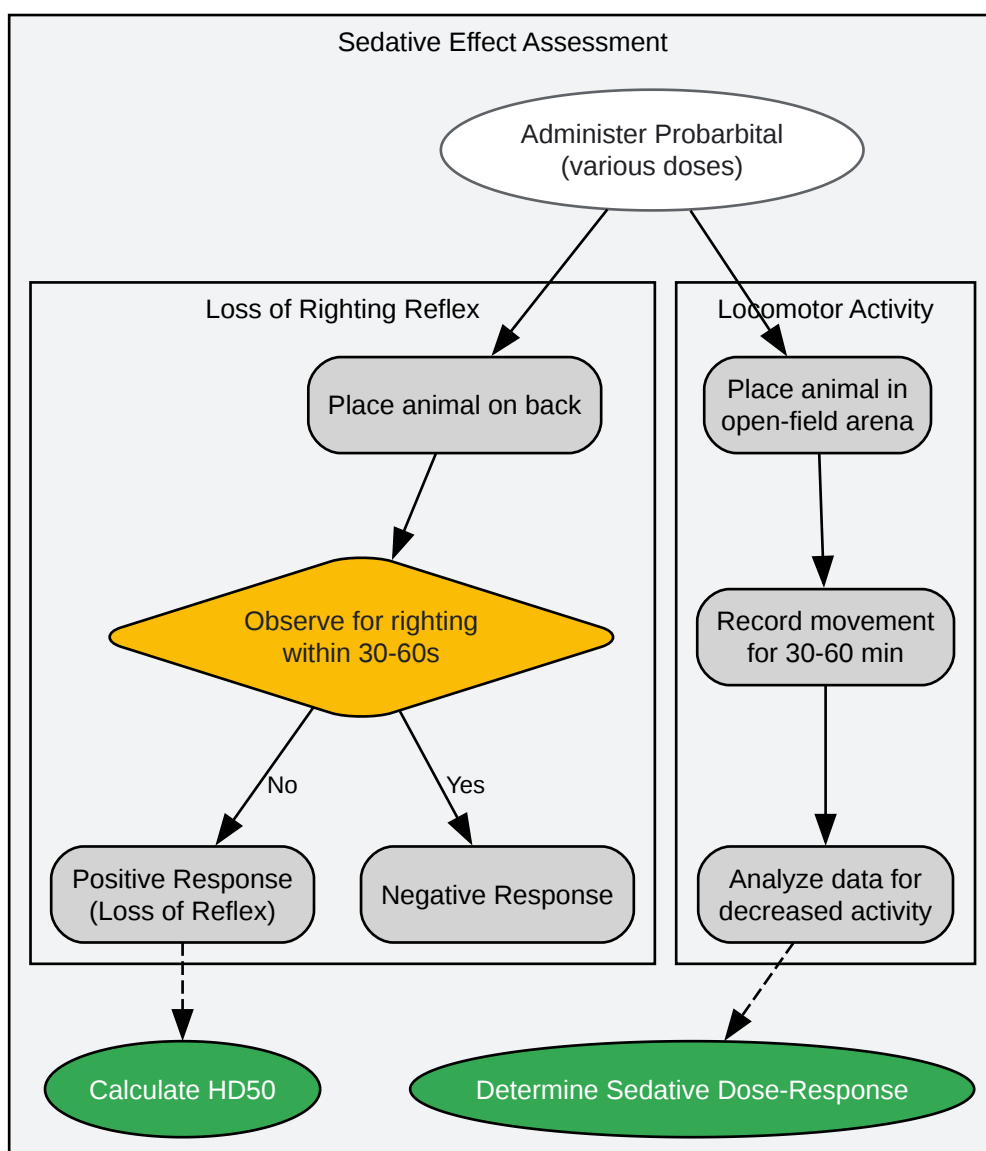 Sedative Effect Assessment
Administer Probarbital
(various doses)
Loss of Righting Reflex
Place animal on back
Observe for righting
within 30-60s
No
Yes
Positive Response
(Loss of Reflex)
Negative Response
Calculate HD50
Locomotor Activity
Place animal in
open-field arena
Record movement
for 30-60 min
Analyze data for
decreased activity
Determine Sedative Dose-Response